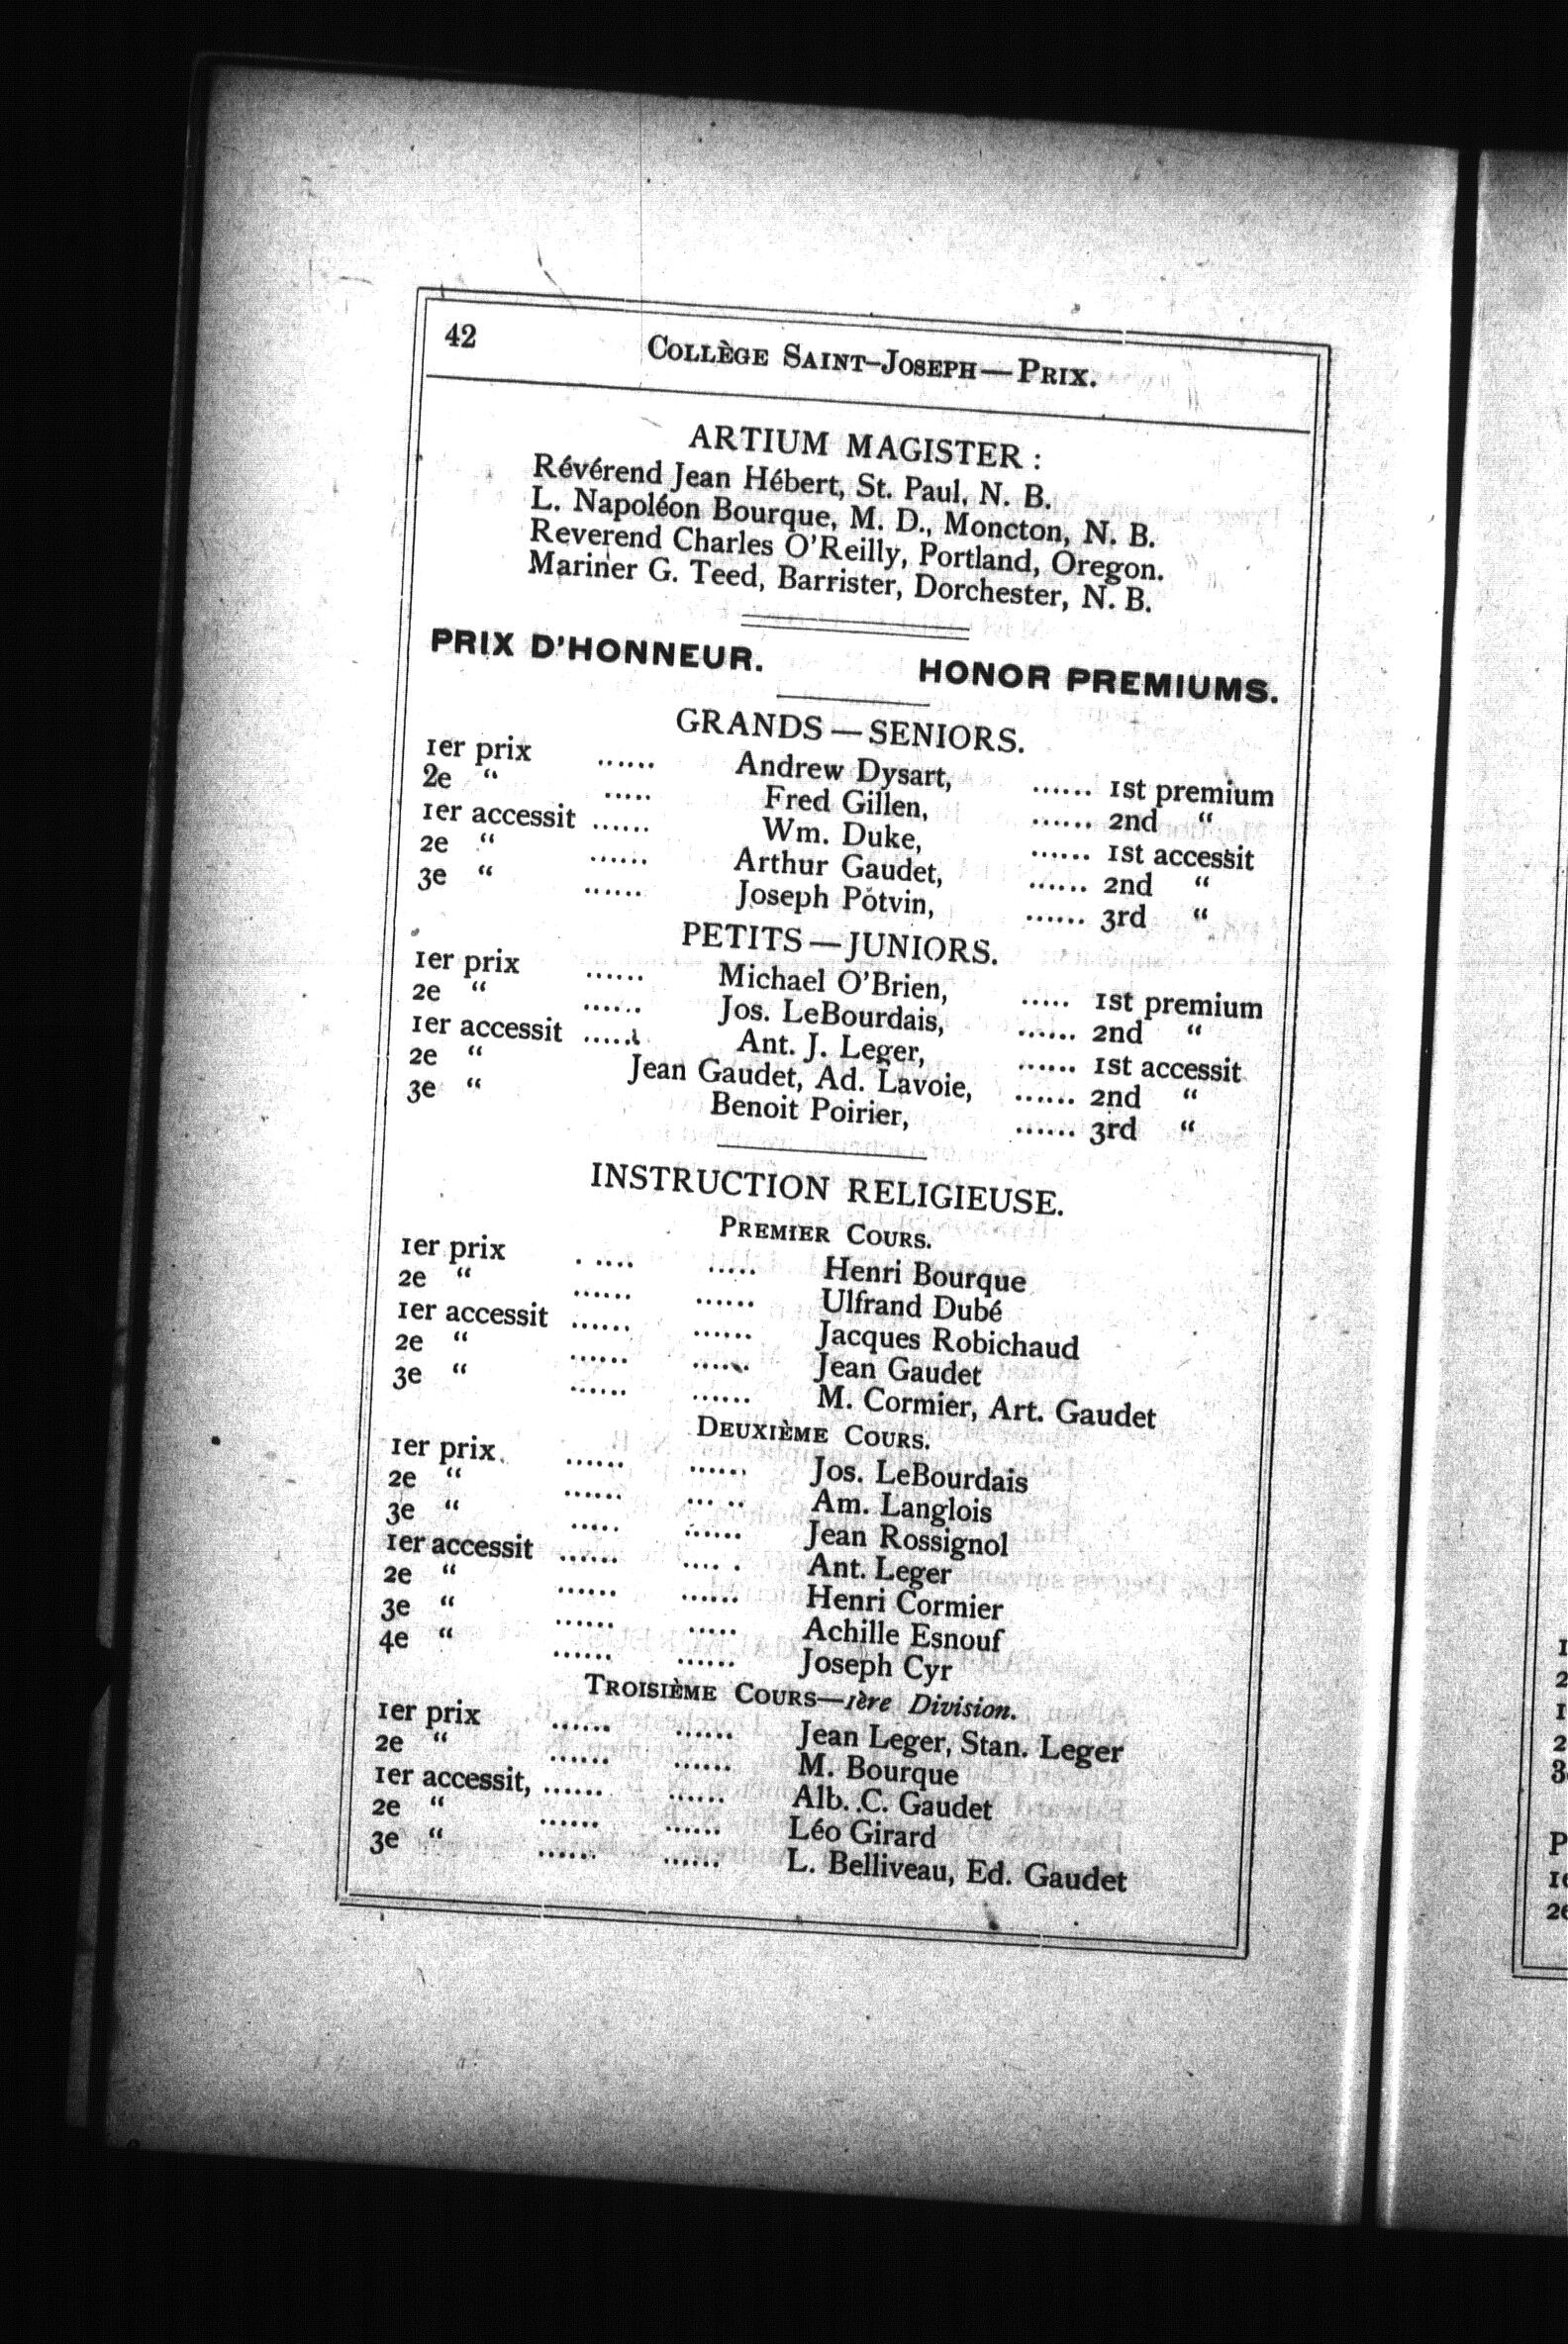 42 COLLÈGE SAINT-JOSEPH—PRIX.
ARTIUM MAGISTER :
Révérend Jean Hébert, St. Paul, N. B.
L. Napoléon Bourque, M. D., Moncton, N. B.
Reverend Charles O'Reilly, Portland, Oregon.
Mariner G. Teed, Barrister, Dorchester, N. B.
PRIX D'HONNEUR. HONOR PREMIUMS.
GRANDS — SENIORS.
1er prix ...... Andrew Dysart, ...... 1st premium
2e “ ..... Fred Gillen, ...... 2nd “
1er accessit ...... Wm. Duke, ...... 1st accessit
2e “ ...... Arthur Gaudet, ...... 2nd “
3e “ ...... Joseph Potvin, ...... 3rd “
PETITS — JUNIORS.
1er prix ...... Michael O'Brien, ..... 1st premium
2e “ ...... Jos. LeBourdais, ...... 2nd “
1er accessit ...... Ant. J. Leger, ...... 1st accessit
2e “ Jean Gaudet, Ad. Lavoie, ...... 2nd “
3e “ Benoit Poirier, ...... 3rd “
INSTRUCTION RELIGIEUSE.
PREMIER COURS.
1er prix . .... ..... Henri Bourque
2e “ ...... ...... Ulfrand Dubé
1er accessit ...... ...... Jacques Robichaud
2e “ ...... ...... Jean Gaudet
3e “ ...... ...... M. Cormier, Art. Gaudet
DEUXIÈME COURS.
1er prix ...... ...... Jos. LeBourdais
2e “ ...... ... .. Am. Langlois
3e “ ..... ...... Jean Rossignol
1er accessit ...... .... . Ant. Leger
2e “ ...... ...... Henri Cormier
3e “ ...... ..... Achille Esnouf
4e “ ...... ...... Joseph Cyr
TROISIÈME COURS—1ère Division.
1er prix ...... ...... Jean Leger, Stan. Leger
2e “ ...... ...... M. Bourque
1er accessit, ...... ...... Alb. C. Gaudet
2e “ ...... ...... Léo Girard
3e “ ...... ...... L. Belliveau, Ed. Gaudet